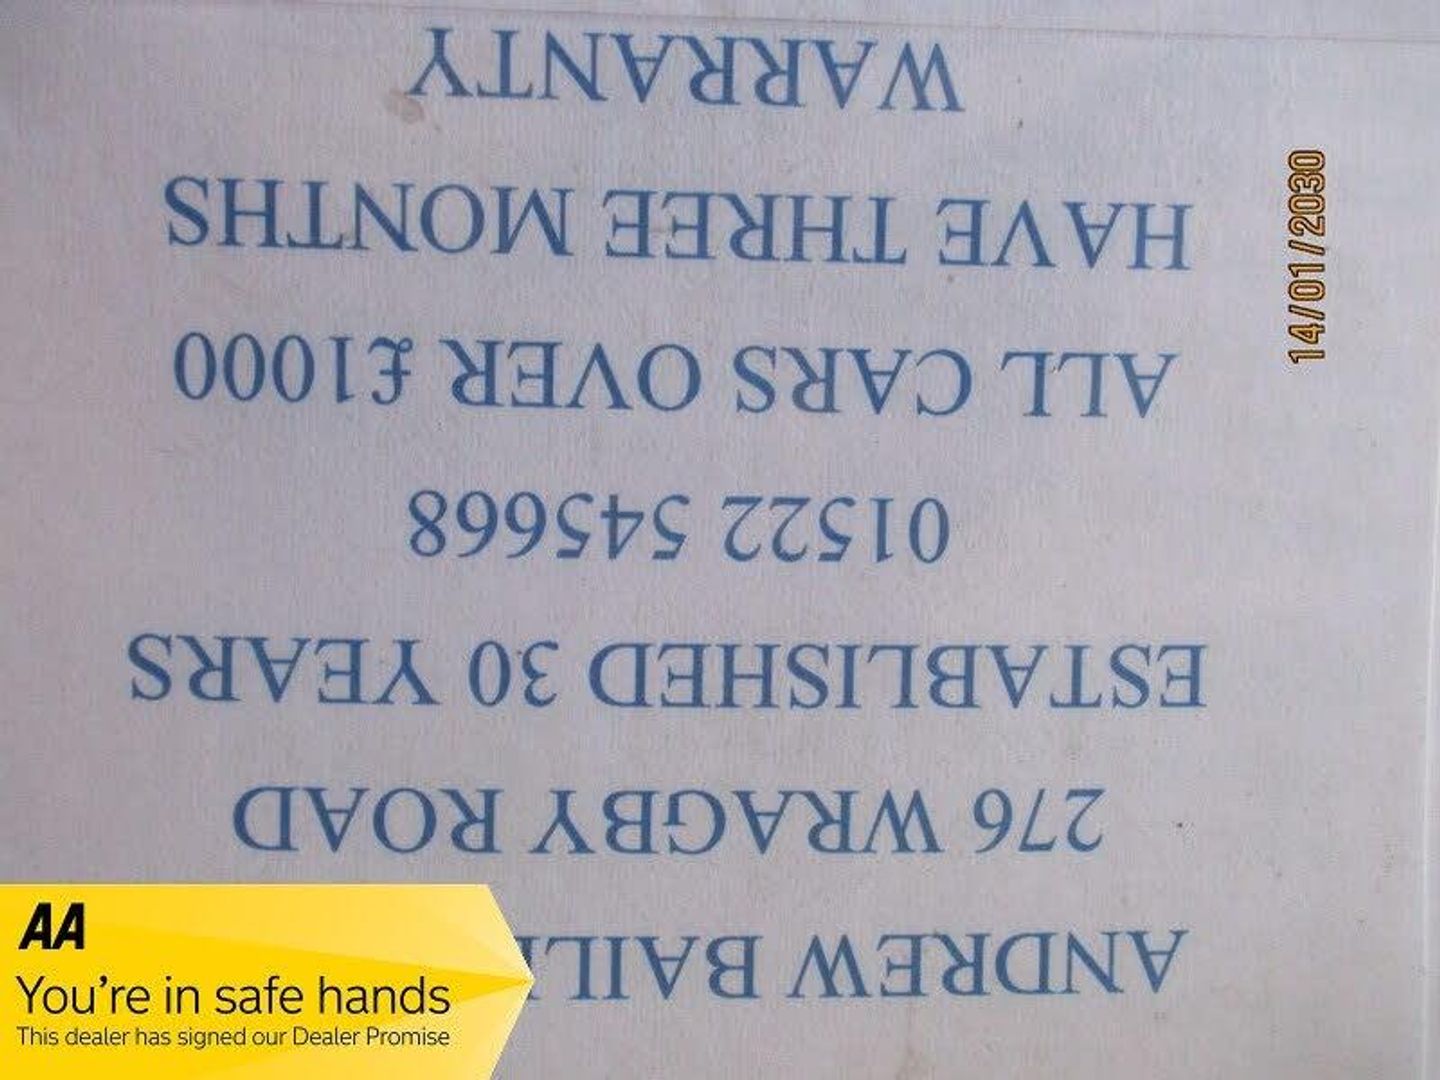 ANDREW BAIL
276 WRAGBY ROAD
ESTABLISHED 30 YEARS
01522 545668
ALL CARS OVER £1000
HAVE THREE MONTHS
WARRANTY
14/01/2030
AA
You're in safe hands
This dealer has signed our Dealer Promise